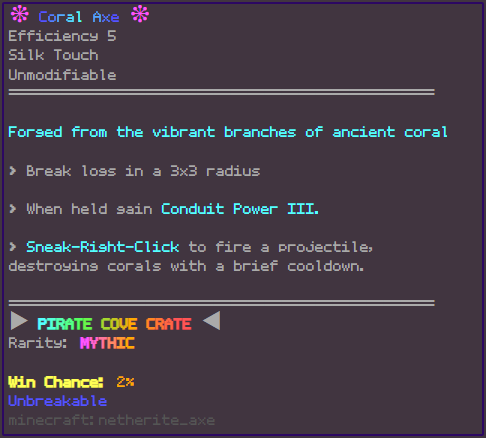 Coral Axe
Efficiency 5
Silk Touch
Unmodifiable
Forged from the vibrant branches of ancient coral
> Break logs in a 3x3 radius
> When held gain Conduit Power III.
> Sneak-Right-Click to fire a projectile,
destroying corals with a brief cooldown.
▶ PIRATE COVE CRATE ◀
Rarity: MYTHIC
Win Chance: 2%
Unbreakable
minecraft:netherite_axe